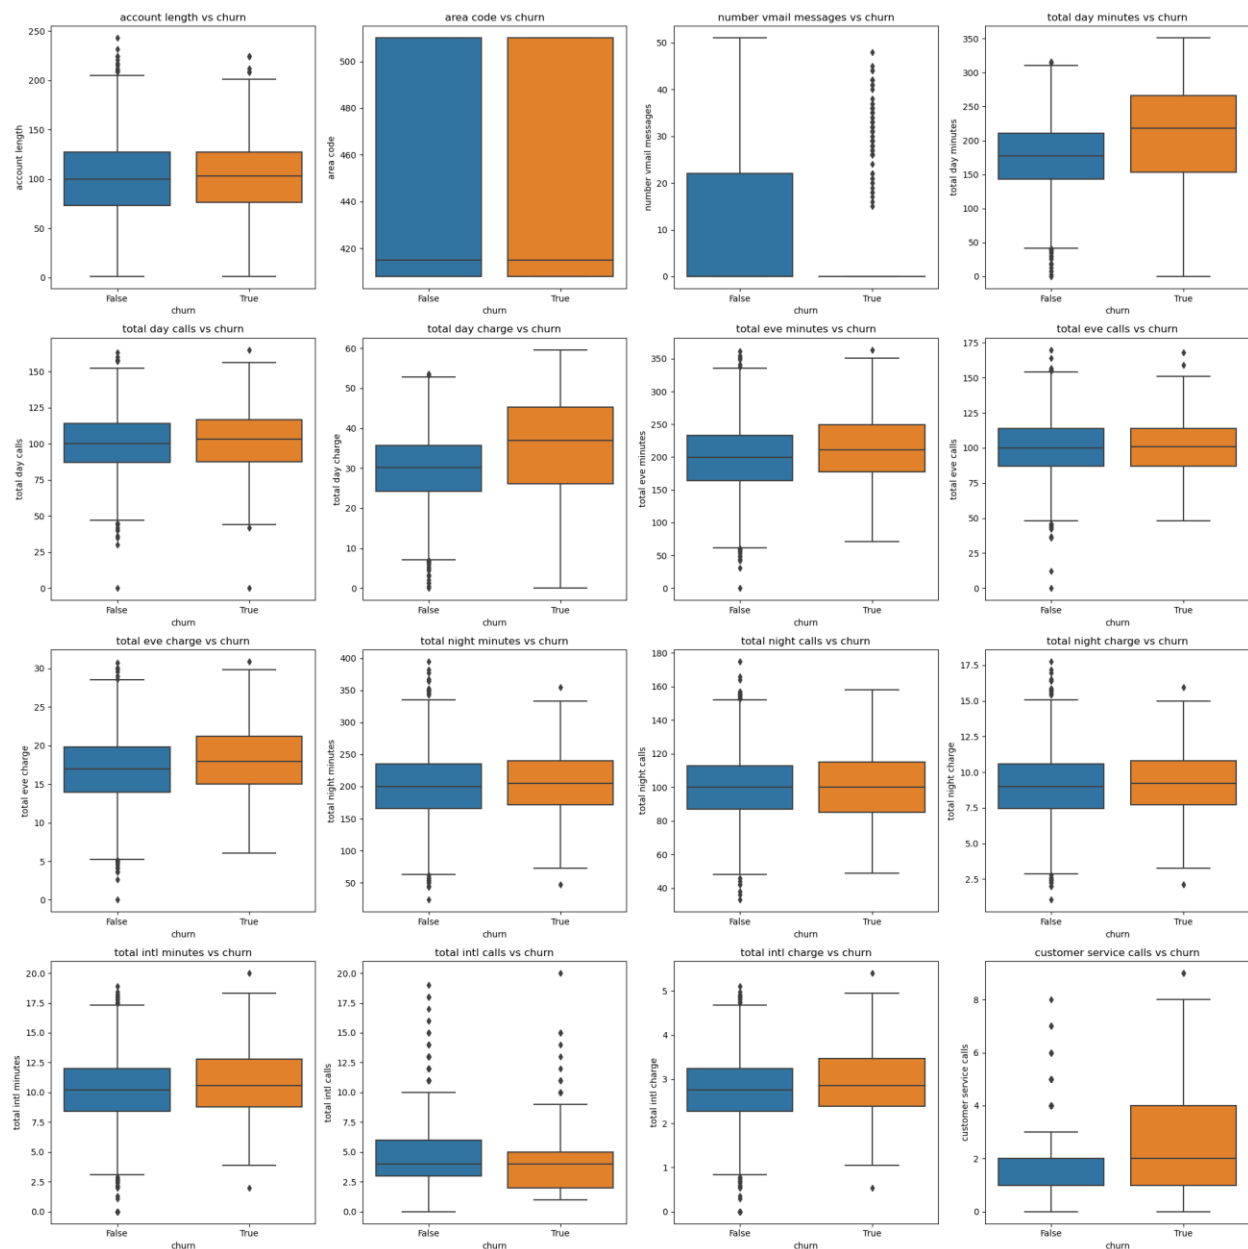 account length vs churn
area code vs churn
number vmail messages vs churn
total day minutes vs churn
250
200
150
100
50
0
account length
False
True
churn
500
480
460
440
420
area code
False
True
churn
50
40
30
20
10
0
number vmail messages
False
True
churn
350
300
250
200
150
100
50
0
total day minutes
False
True
churn
total day calls vs churn
total day charge vs churn
total eve minutes vs churn
total eve calls vs churn
150
125
100
75
50
25
0
total day calls
False
True
churn
60
50
40
30
20
10
0
total day charge
False
True
churn
350
300
250
200
150
100
50
0
total eve minutes
False
True
churn
175
150
125
100
75
50
25
0
total eve calls
False
True
churn
total eve charge vs churn
total night minutes vs churn
total night calls vs churn
total night charge vs churn
30
25
20
15
10
5
0
total eve charge
False
True
churn
400
350
300
250
200
150
100
50
total night minutes
False
True
churn
180
160
140
120
100
80
60
40
total night calls
False
True
churn
17.5
15.0
12.5
10.0
7.5
5.0
2.5
total night charge
False
True
churn
total intl minutes vs churn
total intl calls vs churn
total intl charge vs churn
customer service calls vs churn
20.0
17.5
15.0
12.5
10.0
7.5
5.0
2.5
0.0
total intl minutes
False
True
churn
20.0
17.5
15.0
12.5
10.0
7.5
5.0
2.5
0.0
total intl calls
False
True
churn
5
4
3
2
1
0
total intl charge
False
True
churn
8
6
4
2
0
customer service calls
False
True
churn